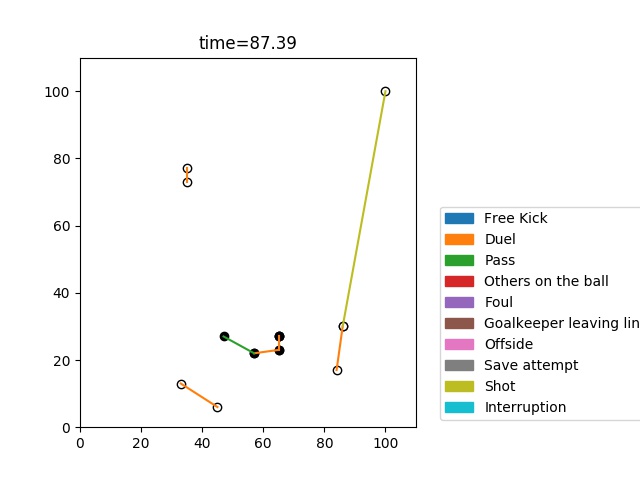 time=87.39
100
80
60
40
20
0
0 20 40 60 80 100
Free Kick
Duel
Pass
Others on the ball
Foul
Goalkeeper leaving lin
Offside
Save attempt
Shot
Interruption